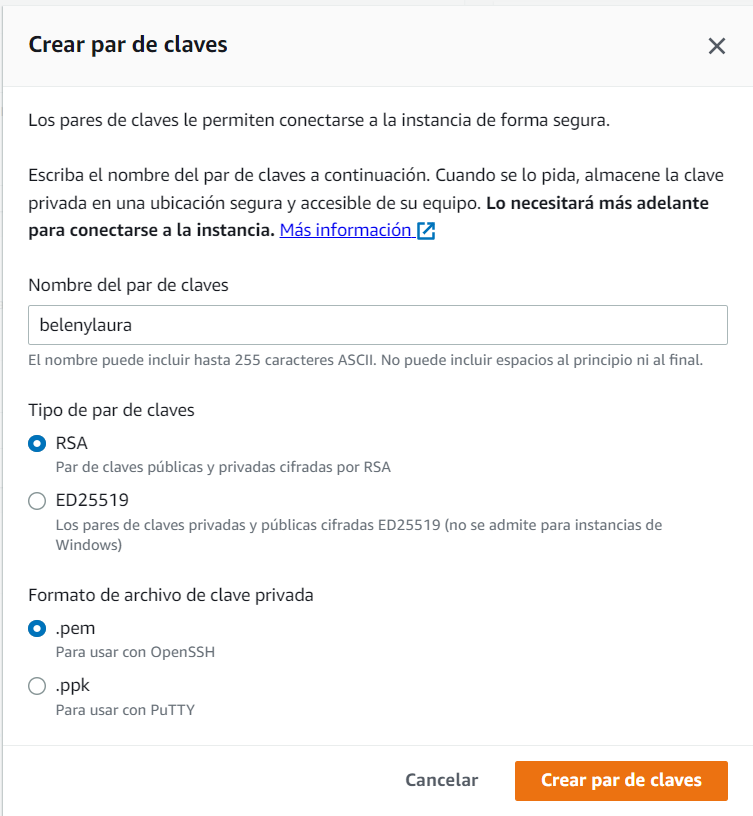 Crear par de claves
Los pares de claves le permiten conectarse a la instancia de forma segura.
Escriba el nombre del par de claves a continuación. Cuando se lo pida, almacene la clave
privada en una ubicación segura y accesible de su equipo. Lo necesitará más adelante
para conectarse a la instancia. Más información
Nombre del par de claves
belenylaura
El nombre puede incluir hasta 255 caracteres ASCII. No puede incluir espacios al principio ni al final.
Tipo de par de claves
RSA
Par de claves públicas y privadas cifradas por RSA
ED25519
Los pares de claves privadas y públicas cifradas ED25519 (no se admite para instancias de
Windows)
Formato de archivo de clave privada
.pem
Para usar con OpenSSH
.ppk
Para usar con PuTTY
Cancelar
Crear par de claves